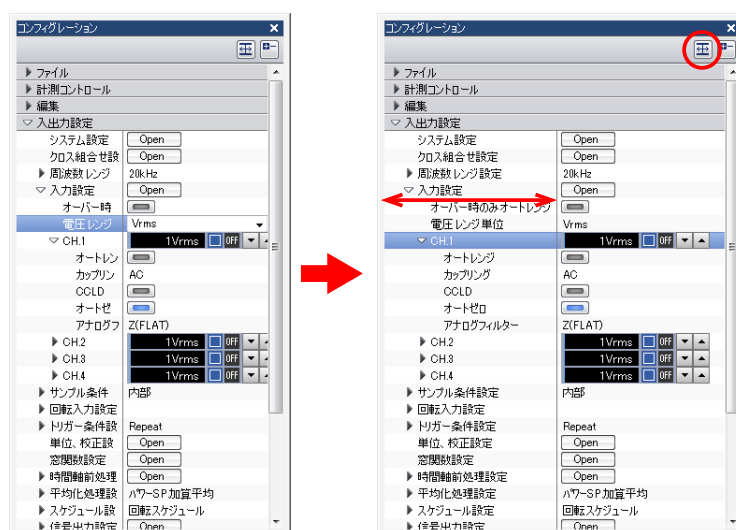 コンフィグレーション
ファイル
計測コントロール
編集
入出力設定
システム設定 Open
クロス組合せ設 Open
周波数レンジ 20kHz
入力設定 Open
オーバー時
電圧レンジ Vrms
CH.1 1Vrms OFF
オートレン
カップリン AC
CCLD
オートゼ
アナログフ Z(FLAT)
CH.2 1Vrms OFF
CH.3 1Vrms OFF
CH.4 1Vrms OFF
サンプル条件 内部
回転入力設定
トリガー条件設 Repeat
単位、校正設 Open
窓関数設定 Open
時間軸前処理 Open
平均化処理設 パワーSP加算平均
スケジュール設 回転スケジュール
信号出力設定 Open
コンフィグレーション
ファイル
計測コントロール
編集
入出力設定
システム設定 Open
クロス組合せ設定 Open
周波数レンジ設定 20kHz
入力設定 Open
オーバー時のみオートレンジ
電圧レンジ単位 Vrms
CH.1 1Vrms OFF
オートレンジ
カップリング AC
CCLD
オートゼロ
アナログフィルター Z(FLAT)
CH.2 1Vrms OFF
CH.3 1Vrms OFF
CH.4 1Vrms OFF
サンプル条件設定 内部
回転入力設定
トリガー条件設定 Repeat
単位、校正設定 Open
窓関数設定 Open
時間軸前処理設定 Open
平均化処理設定 パワーSP加算平均
スケジュール設定 回転スケジュール
信号出力設定 Open